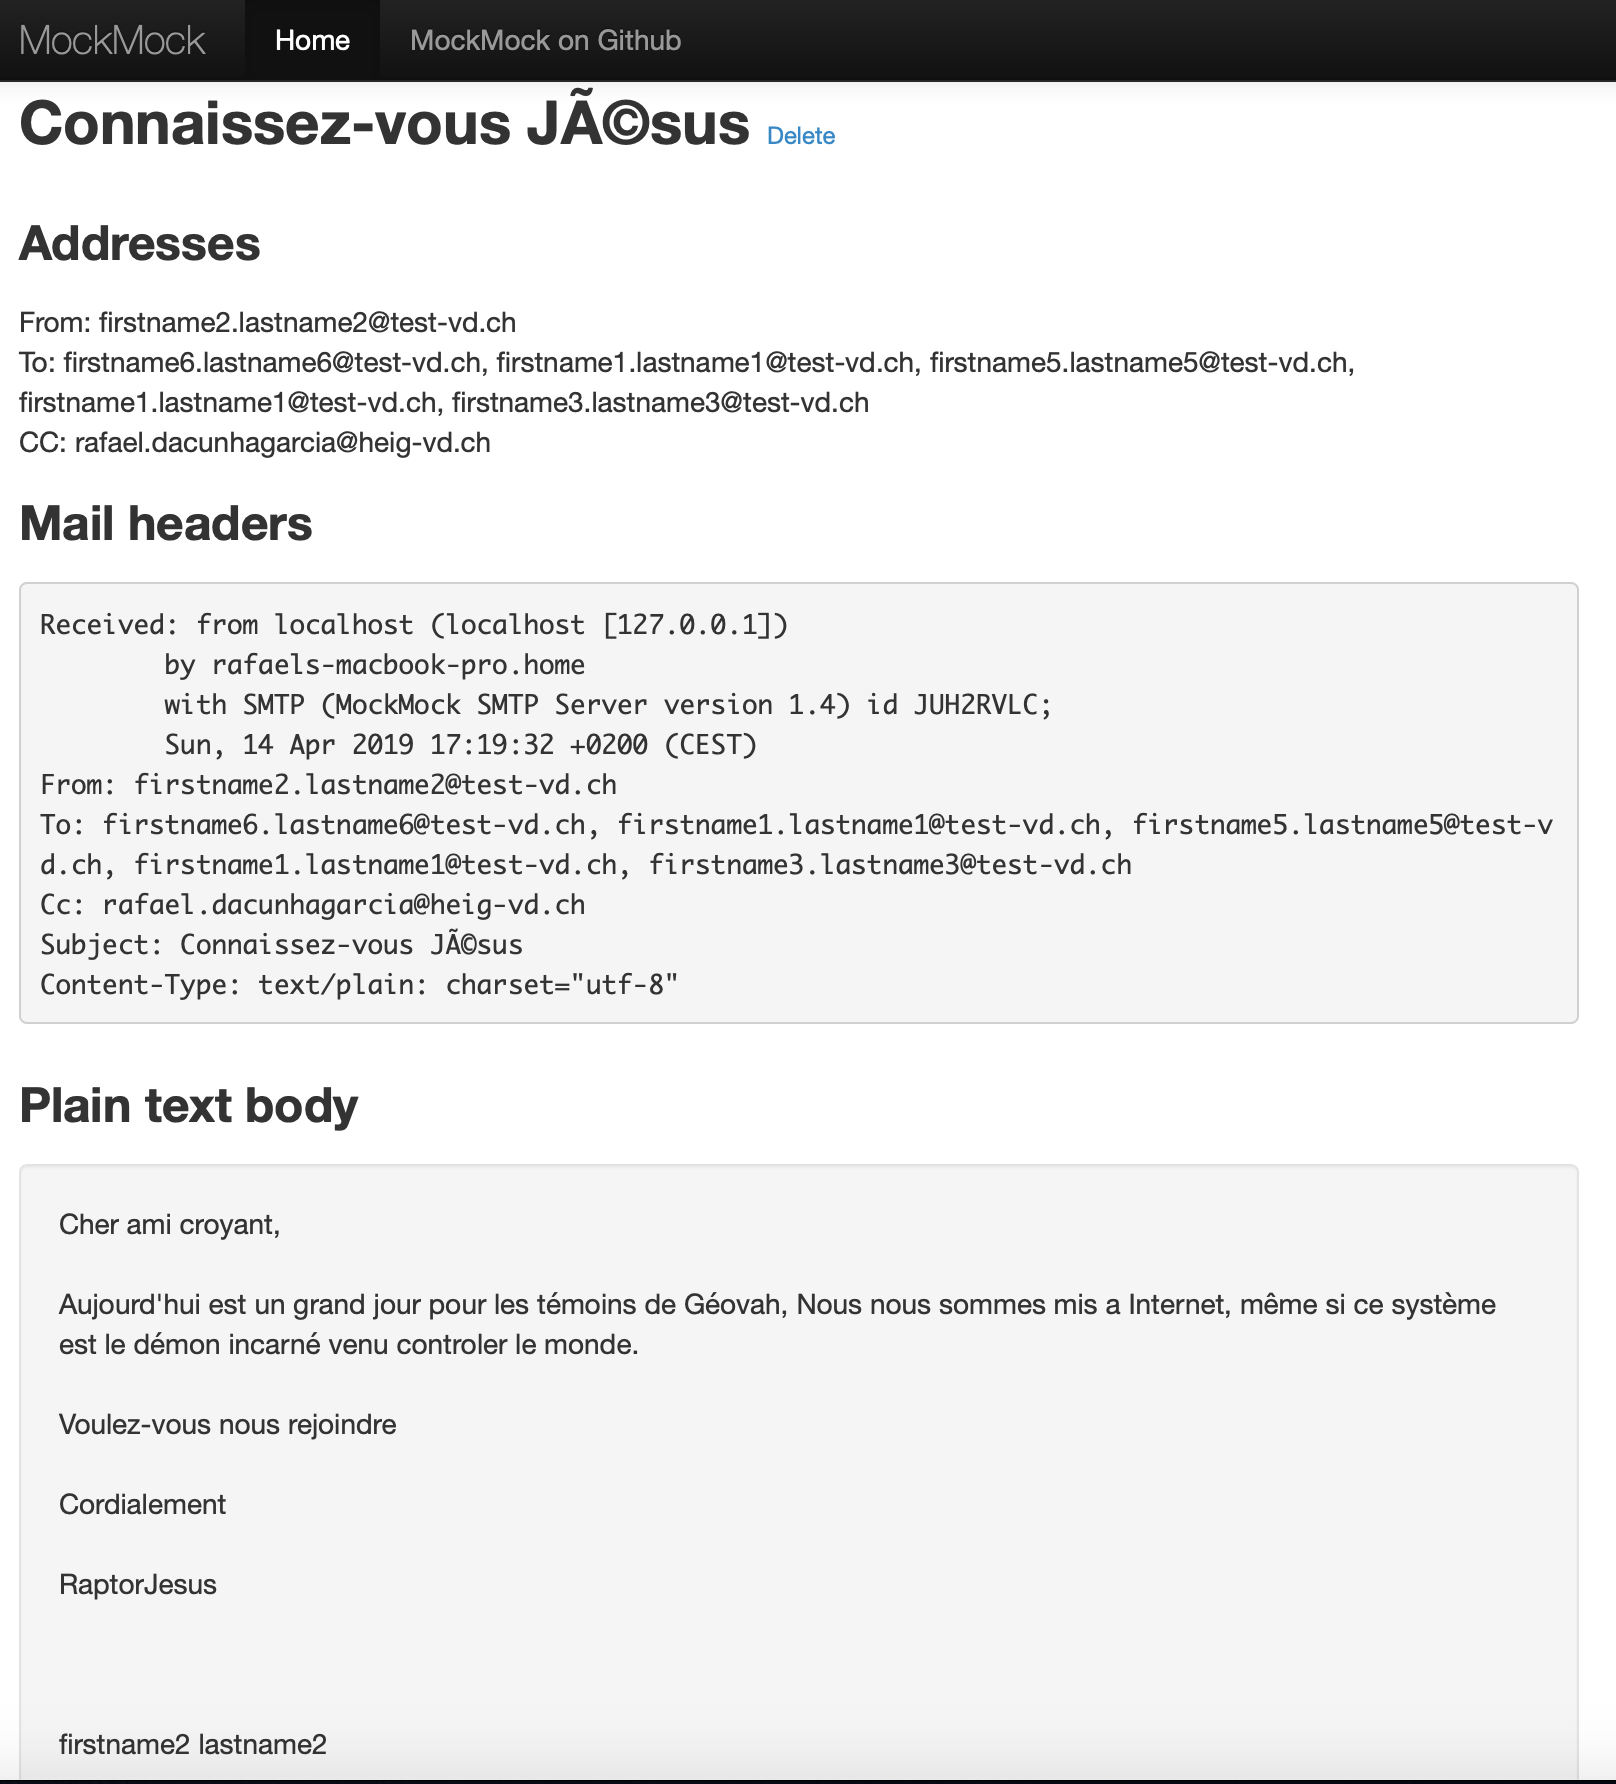 MockMock Home MockMock on Github
Connaissez-vous JÃ©sus Delete
Addresses
From: firstname2.lastname2@test-vd.ch
To: firstname6.lastname6@test-vd.ch, firstname1.lastname1@test-vd.ch, firstname5.lastname5@test-vd.ch,
firstname1.lastname1@test-vd.ch, firstname3.lastname3@test-vd.ch
CC: rafael.dacunhagarcia@heig-vd.ch
Mail headers
Received: from localhost (localhost [127.0.0.1])
by rafaels-macbook-pro.home
with SMTP (MockMock SMTP Server version 1.4) id JUH2RVLC;
Sun, 14 Apr 2019 17:19:32 +0200 (CEST)
From: firstname2.lastname2@test-vd.ch
To: firstname6.lastname6@test-vd.ch, firstname1.lastname1@test-vd.ch, firstname5.lastname5@test-v
d.ch, firstname1.lastname1@test-vd.ch, firstname3.lastname3@test-vd.ch
Cc: rafael.dacunhagarcia@heig-vd.ch
Subject: Connaissez-vous JÃ©sus
Content-Type: text/plain: charset="utf-8"
Plain text body
Cher ami croyant,
Aujourd'hui est un grand jour pour les témoins de Géovah, Nous nous sommes mis a Internet, même si ce système
est le démon incarné venu controler le monde.
Voulez-vous nous rejoindre
Cordialement
RaptorJesus
firstname2 lastname2